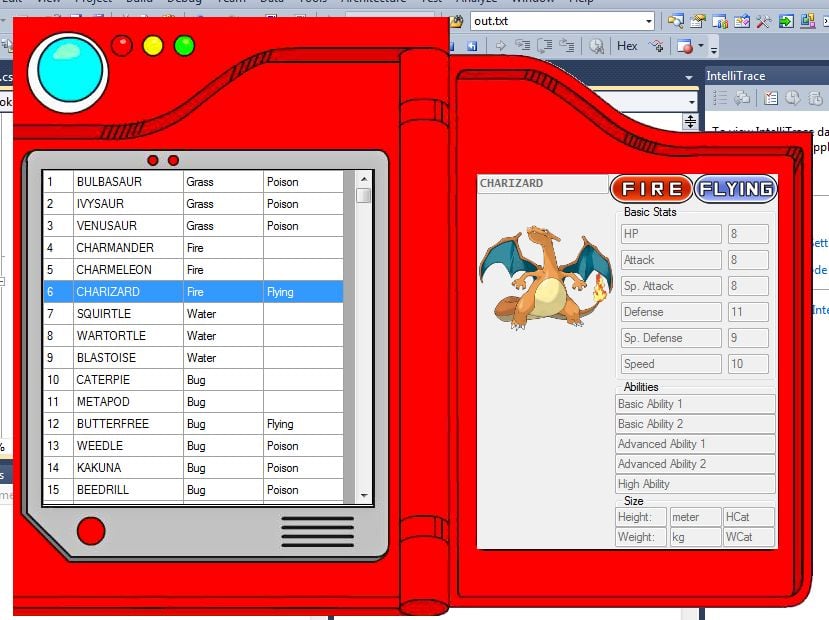 out.txt
Hex
IntelliTrace
1 BULBASAUR Grass Poison
2 IVYSAUR Grass Poison
3 VENUSAUR Grass Poison
4 CHARMANDER Fire
5 CHARMELEON Fire
6 CHARIZARD Fire Flying
7 SQUIRTLE Water
8 WARTORTLE Water
9 BLASTOISE Water
10 CATERPIE Bug
11 METAPOD Bug
12 BUTTERFREE Bug Flying
13 WEEDLE Bug Poison
14 KAKUNA Bug Poison
15 BEEDRILL Bug Poison
CHARIZARD FIRE FLYING
Basic Stats
HP 8
Attack 8
Sp. Attack 8
Defense 11
Sp. Defense 9
Speed 10
Abilities
Basic Ability 1
Basic Ability 2
Advanced Ability 1
Advanced Ability 2
High Ability
Size
Height: meter HCat
Weight: kg WCat